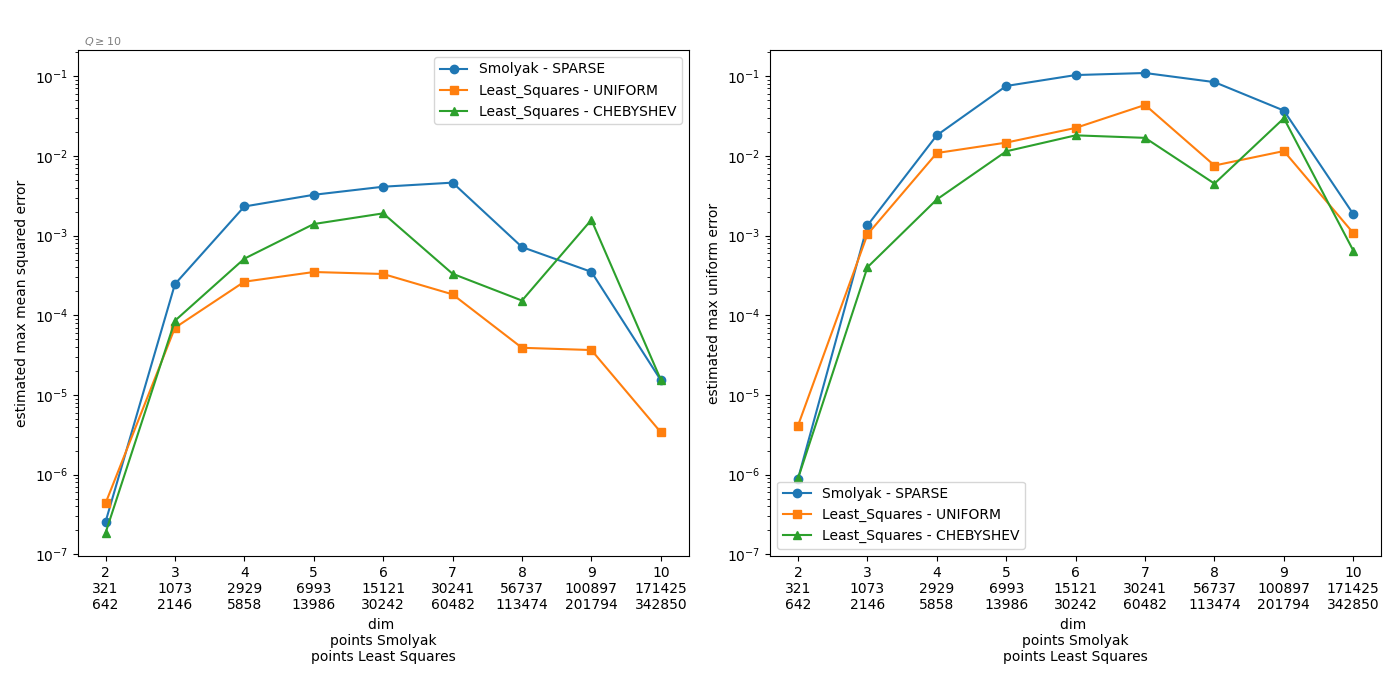 Q ≥ 10
estimated max mean squared error
10⁻¹
10⁻²
10⁻³
10⁻⁴
10⁻⁵
10⁻⁶
10⁻⁷
Smolyak - SPARSE
Least_Squares - UNIFORM
Least_Squares - CHEBYSHEV
2 3 4 5 6 7 8 9 10
321 1073 2929 6993 15121 30241 56737 100897 171425
642 2146 5858 13986 30242 60482 113474 201794 342850
dim
points Smolyak
points Least Squares
estimated max uniform error
10⁻¹
10⁻²
10⁻³
10⁻⁴
10⁻⁵
10⁻⁶
10⁻⁷
Smolyak - SPARSE
Least_Squares - UNIFORM
Least_Squares - CHEBYSHEV
2 3 4 5 6 7 8 9 10
321 1073 2929 6993 15121 30241 56737 100897 171425
642 2146 5858 13986 30242 60482 113474 201794 342850
dim
points Smolyak
points Least Squares